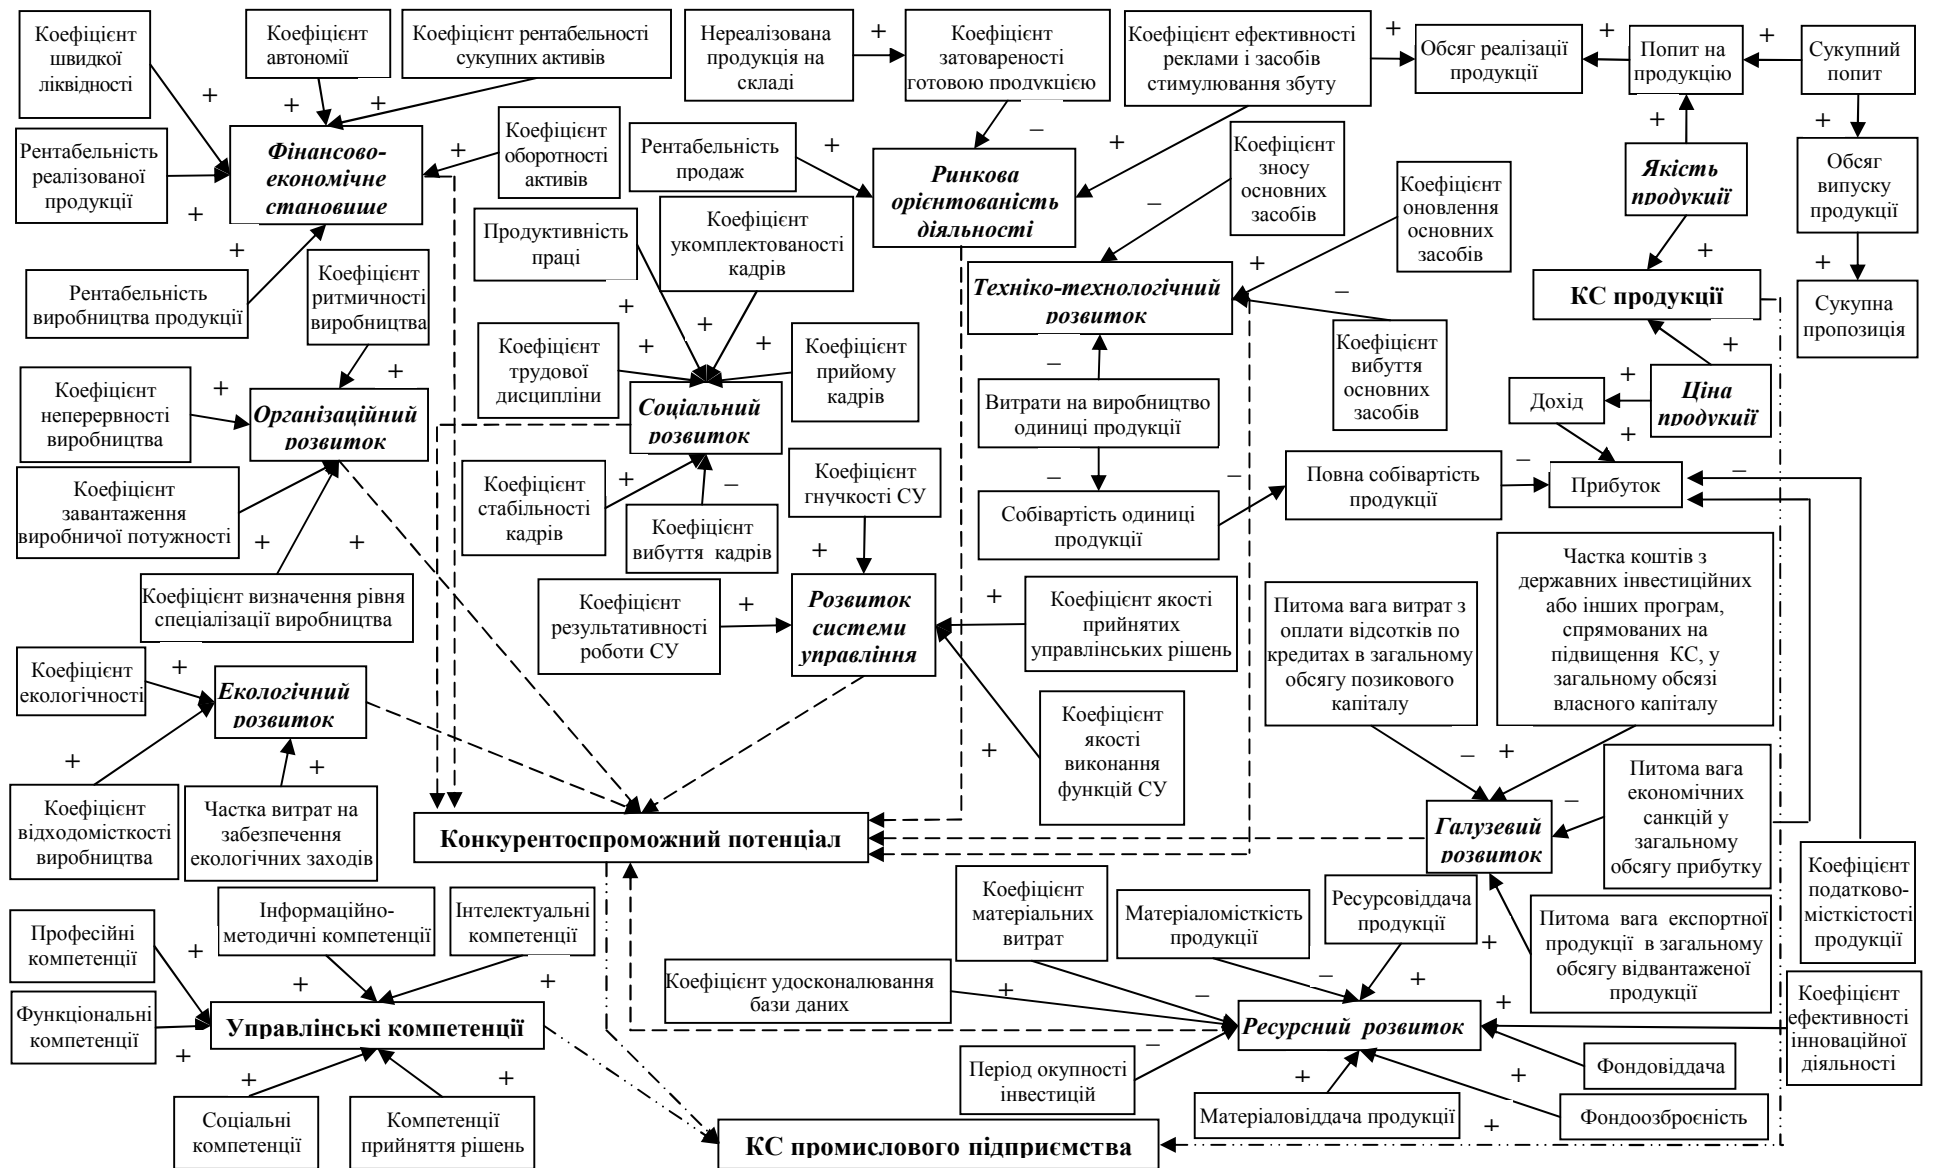 Коефіцієнт
швидкої
ліквідності
Коефіцієнт
автономії
Коефіцієнт рентабельності
сукупних активів
Нереалізована
продукція на
складі
+
Коефіцієнт
затовареності
готовою продукцією
Коефіцієнт ефективності
реклами і засобів
стимулювання збуту
+
Обсяг реалізації
продукції
+
Попит на
продукцію
+
Сукупний
попит
+
+
+
–
+
+
Рентабельність
реалізованої
продукції
+
Фінансово-
економічне
становище
+
Коефіцієнт
оборотності
активів
Рентабельність
продаж
+
–
Ринкова
орієнтованість
діяльності
+
Коефіцієнт
зносу
основних
засобів
–
Коефіцієнт
оновлення
основних
засобів
+
Якість
продукції
+
Обсяг
випуску
продукції
+
Рентабельність
виробництва продукції
+
Коефіцієнт
ритмичності
виробництва
+
Продуктивність
праці
+
Коефіцієнт
укомплектованості
кадрів
+
Техніко-технологічний
розвиток
–
КС продукції
+
Сукупна
пропозиція
Коефіцієнт
неперервності
виробництва
+
Організаційний
розвиток
Коефіцієнт
трудової
дисципліни
+
+
Коефіцієнт
прийому
кадрів
Соціальний
розвиток
–
Витрати на виробництво
одиниці продукції
–
Коефіцієнт
вибуття
основних
засобів
Дохід
+
Ціна
продукції
+
Коефіцієнт
завантаження
виробничої потужності
+
+
Коефіцієнт
стабільності
кадрів
+
–
Коефіцієнт
вибуття кадрів
Коефіцієнт
гнучкості СУ
+
Собівартість одиниці
продукції
–
Повна собівартість
продукції
–
Прибуток
–
Коефіцієнт визначення рівня
спеціалізації виробництва
Коефіцієнт
результативності
роботи СУ
+
Розвиток
системи
управління
+
Коефіцієнт якості
прийнятих
управлінських рішень
Питома вага витрат з
оплати відсотків по
кредитах в загальному
обсягу позикового
капіталу
Частка коштів з
державних інвестиційних
або інших програм,
спрямованих на
підвищення КС, у
загальному обсязі
власного капіталу
Коефіцієнт
екологічності
+
Екологічний
розвиток
+
Коефіцієнт
якості
виконання
функцій СУ
–
+
+
Коефіцієнт
відходомісткості
виробництва
+
Частка витрат на
забезпечення
екологічних заходів
Конкурентоспроможний потенціал
Галузевий
розвиток
–
Питома вага
економічних
санкцій у
загальному
обсягу прибутку
Коефіцієнт
податково-
місткістості
продукції
Професійні
компетенції
+
Інформаційно-
методичні компетенції
Інтелектуальні
компетенції
Коефіцієнт
матеріальних
витрат
Матеріаломісткість
продукції
Ресурсовіддача
продукції
+
Питома вага експортної
продукції в загальному
обсягу відвантаженої
продукції
+
+
Коефіцієнт удосконалювання
бази даних
+
–
–
+
+
Функціональні
компетенції
+
Управлінські компетенції
Ресурсний розвиток
Коефіцієнт
ефективності
інноваційної
діяльності
+
+
Період окупності
інвестицій
–
+
+
Фондовіддача
Соціальні
компетенції
Компетенції
прийняття рішень
КС промислового підприємства
Матеріаловіддача продукції
+
Фондоозброєність